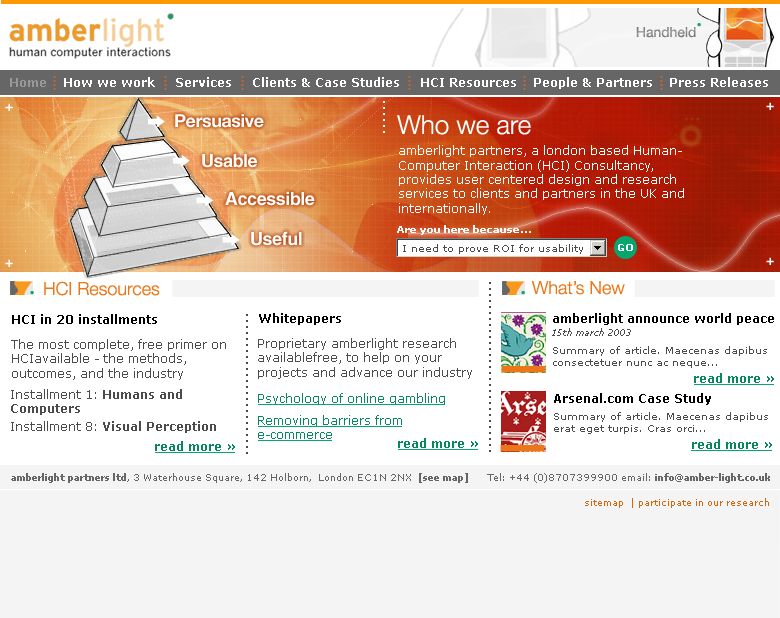 amberlight
human computer interactions
Handheld
Home How we work Services Clients & Case Studies HCI Resources People & Partners Press Releases
Persuasive
Usable
Accessible
Useful
Who we are
amberlight partners, a london based Human-
Computer Interaction (HCI) Consultancy,
provides user centered design and research
services to clients and partners in the UK and
internationally.
Are you here because...
I need to prove ROI for usability GO
HCI Resources
HCI in 20 installments
The most complete, free primer on
HCIavailable - the methods,
outcomes, and the industry
Installment 1: Humans and
Computers
Installment 8: Visual Perception
read more »
Whitepapers
Proprietary amberlight research
availablefree, to help on your
projects and advance our industry
Psychology of online gambling
Removing barriers from
e-commerce
read more »
What's New
amberlight announce world peace
15th march 2003
Summary of article. Maecenas dapibus
consectetuer nunc ac neque...
read more »
Arse
Arsenal.com Case Study
Summary of article. Maecenas dapibus
erat eget turpis. Cras orci...
read more »
amberlight partners ltd, 3 Waterhouse Square, 142 Holborn, London EC1N 2NX [see map] Tel: +44 (0)8707399900 email: info@amber-light.co.uk
sitemap | participate in our research